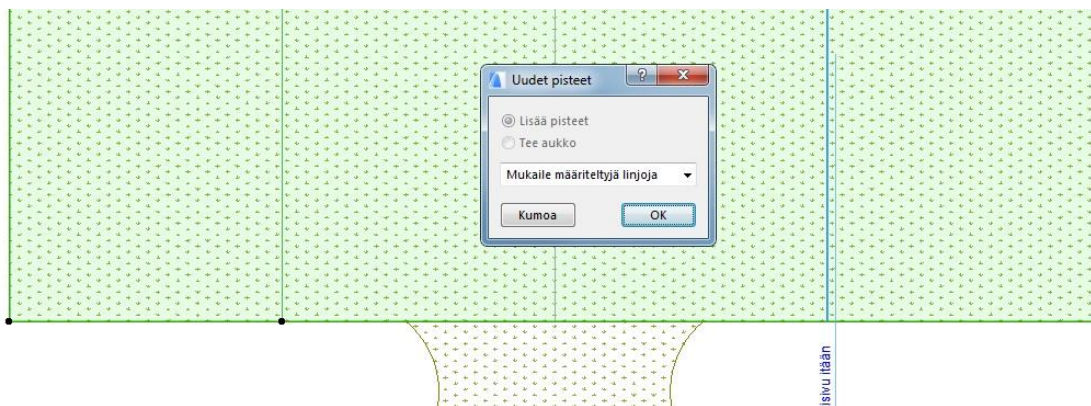 Uudet pisteet
?
Lisää pisteet
Tee aukko
Mukaile määriteltyjä linjoja
Kumoa
OK
isivu itään